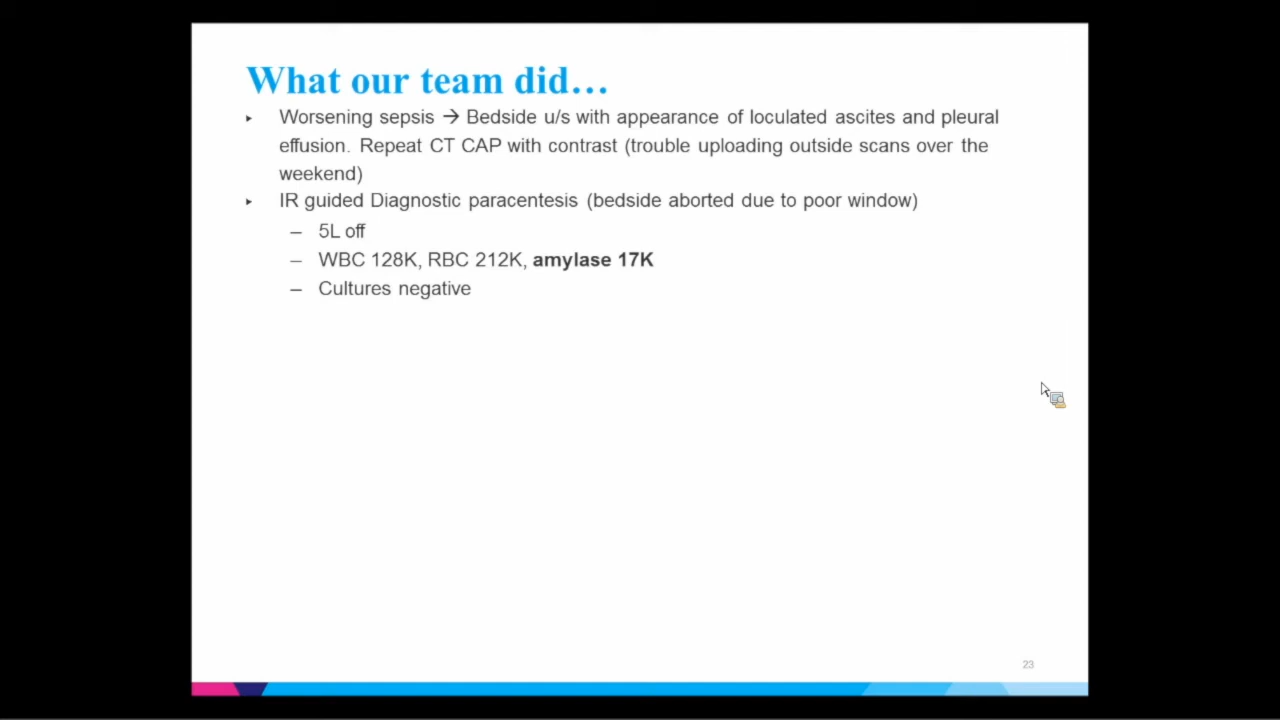 What our team did…
▸ Worsening sepsis → Bedside u/s with appearance of loculated ascites and pleural
effusion. Repeat CT CAP with contrast (trouble uploading outside scans over the
weekend)
▸ IR guided Diagnostic paracentesis (bedside aborted due to poor window)
– 5L off
– WBC 128K, RBC 212K, amylase 17K
– Cultures negative
23